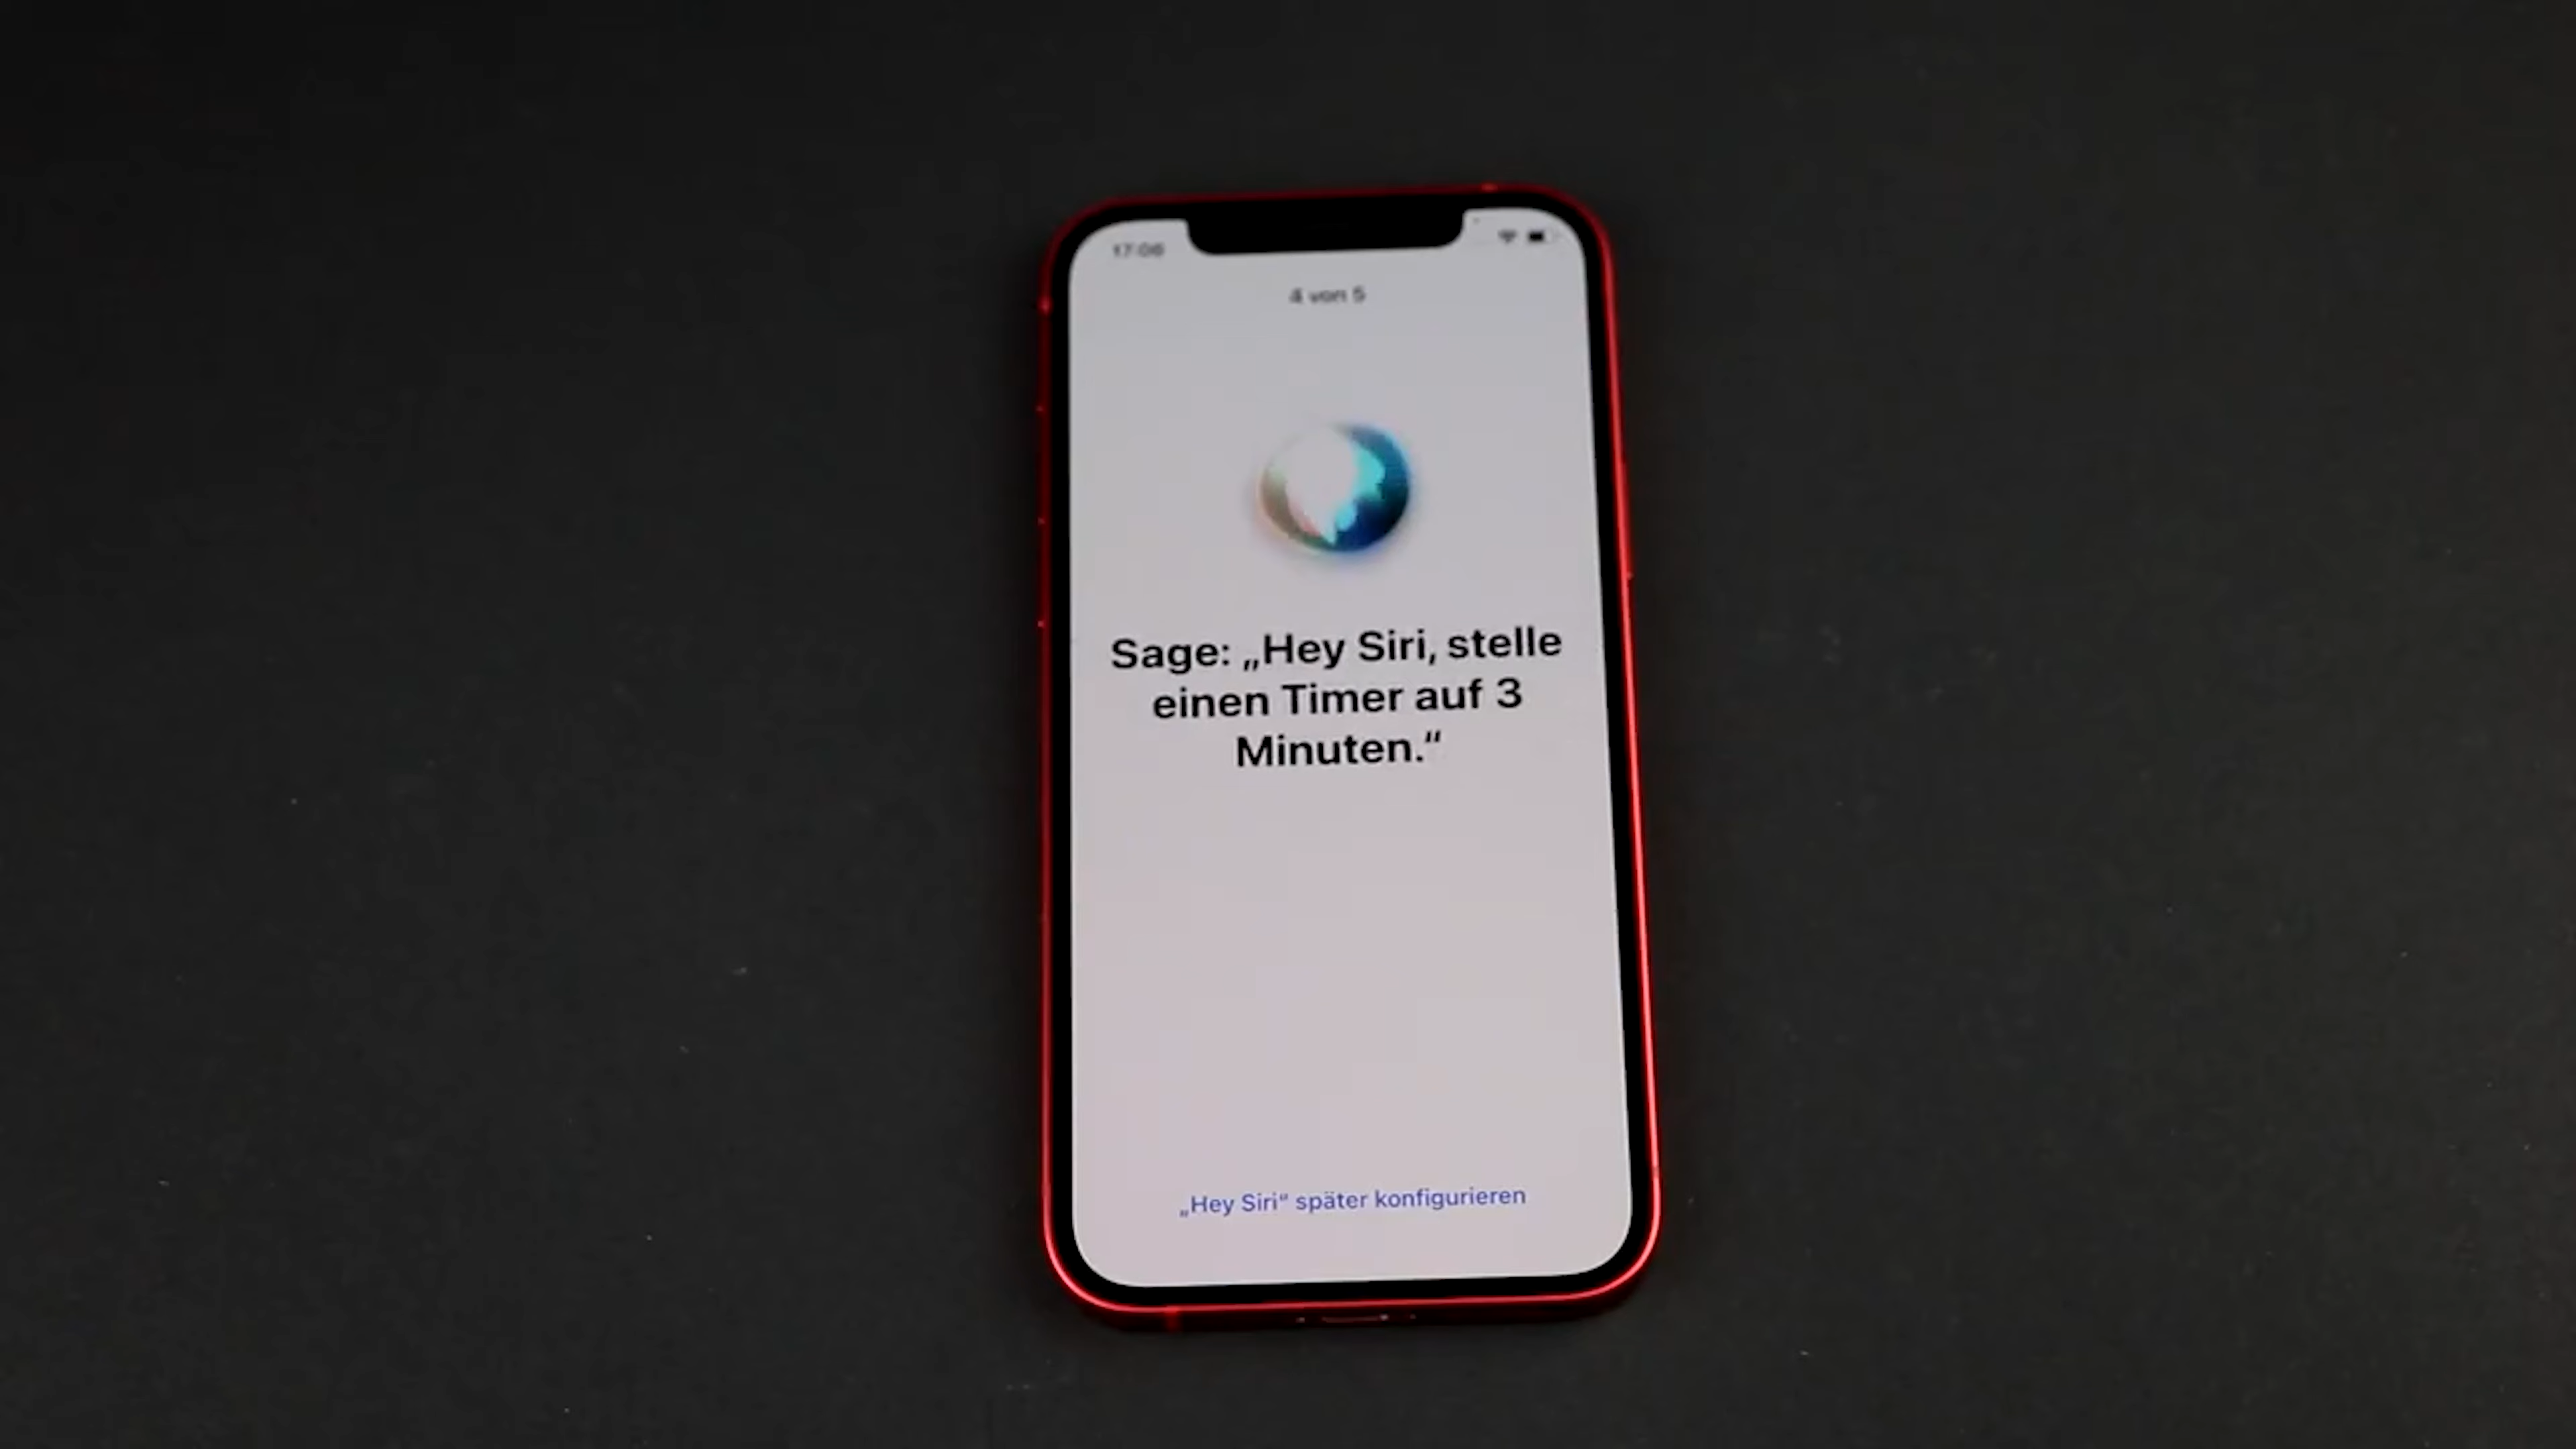 17:06
4 von 5
Sage: „Hey Siri, stelle
einen Timer auf 3
Minuten.“
„Hey Siri“ später konfigurieren